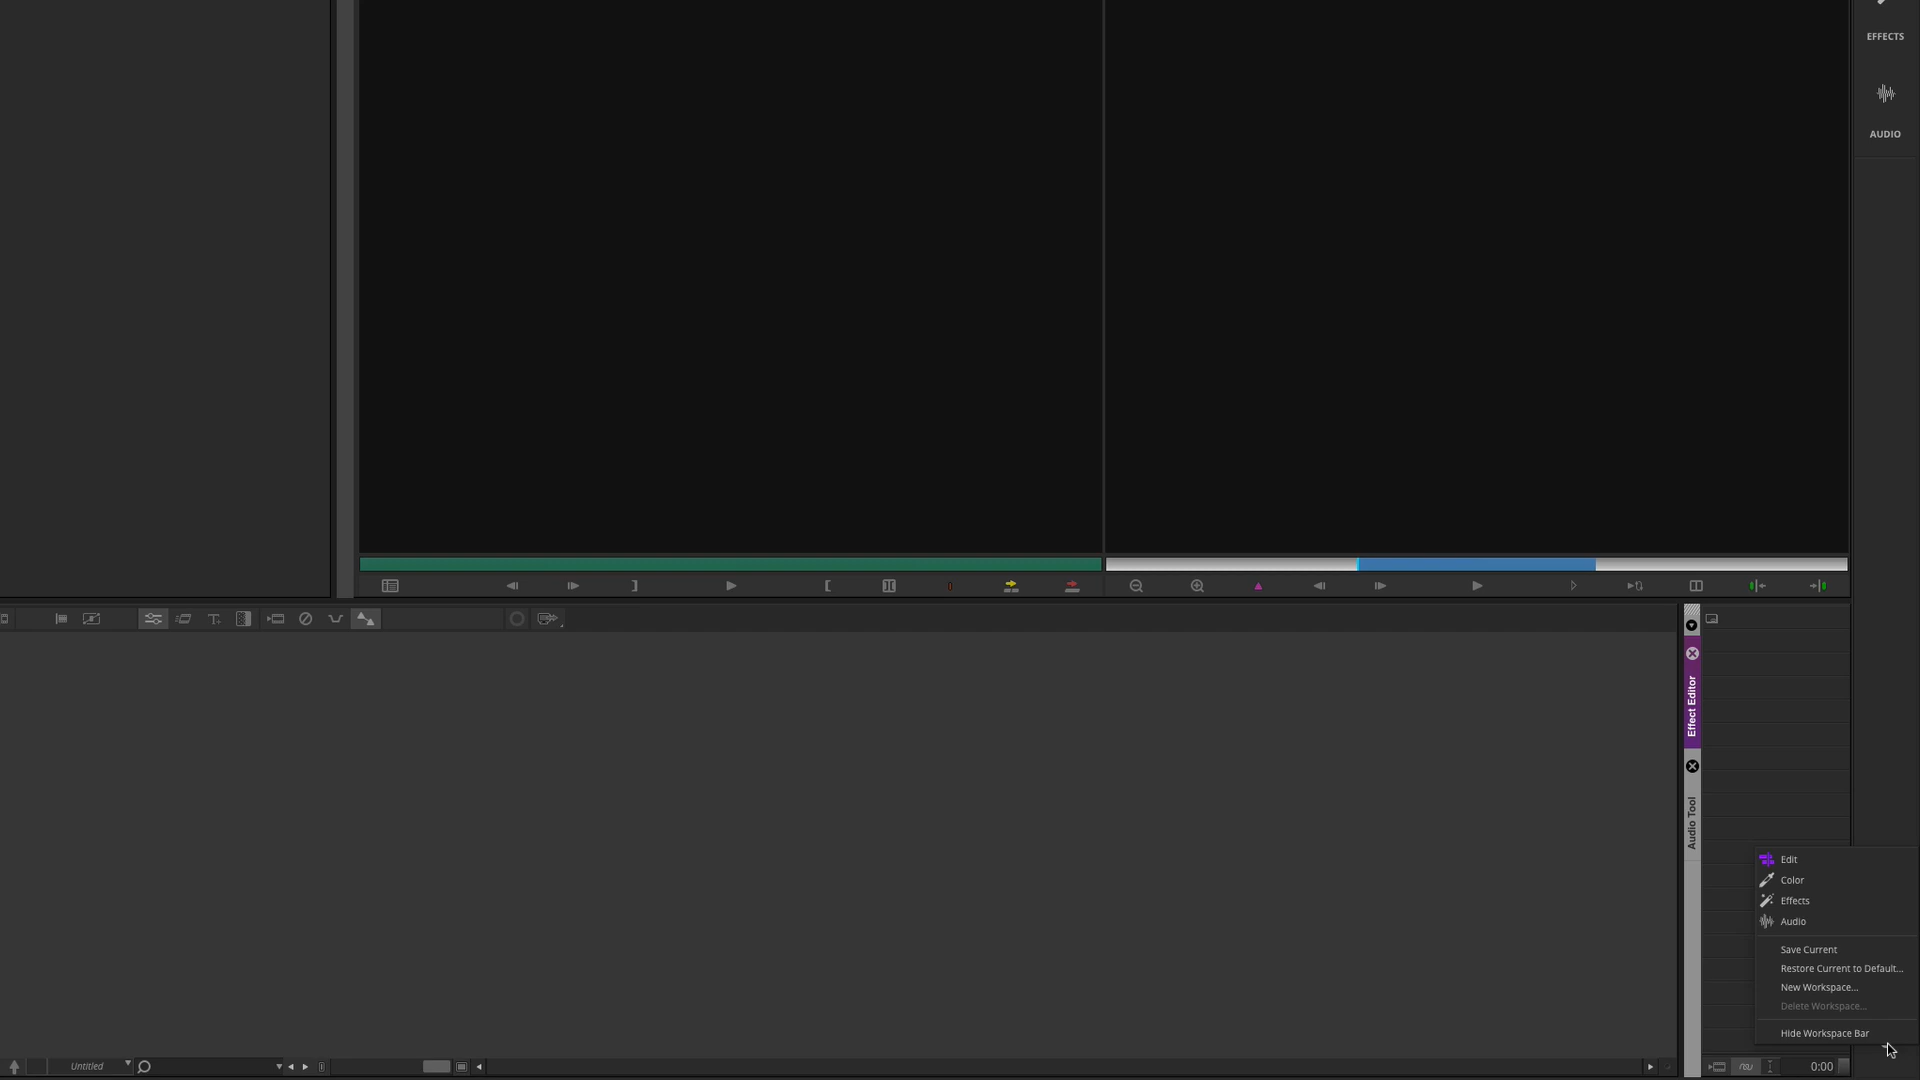 EFFECTS
AUDIO
Effect Editor
Audio Tool
Edit
Color
Effects
Audio
Save Current
Restore Current to Default...
New Workspace...
Delete Workspace...
Hide Workspace Bar
Untitled
0:00